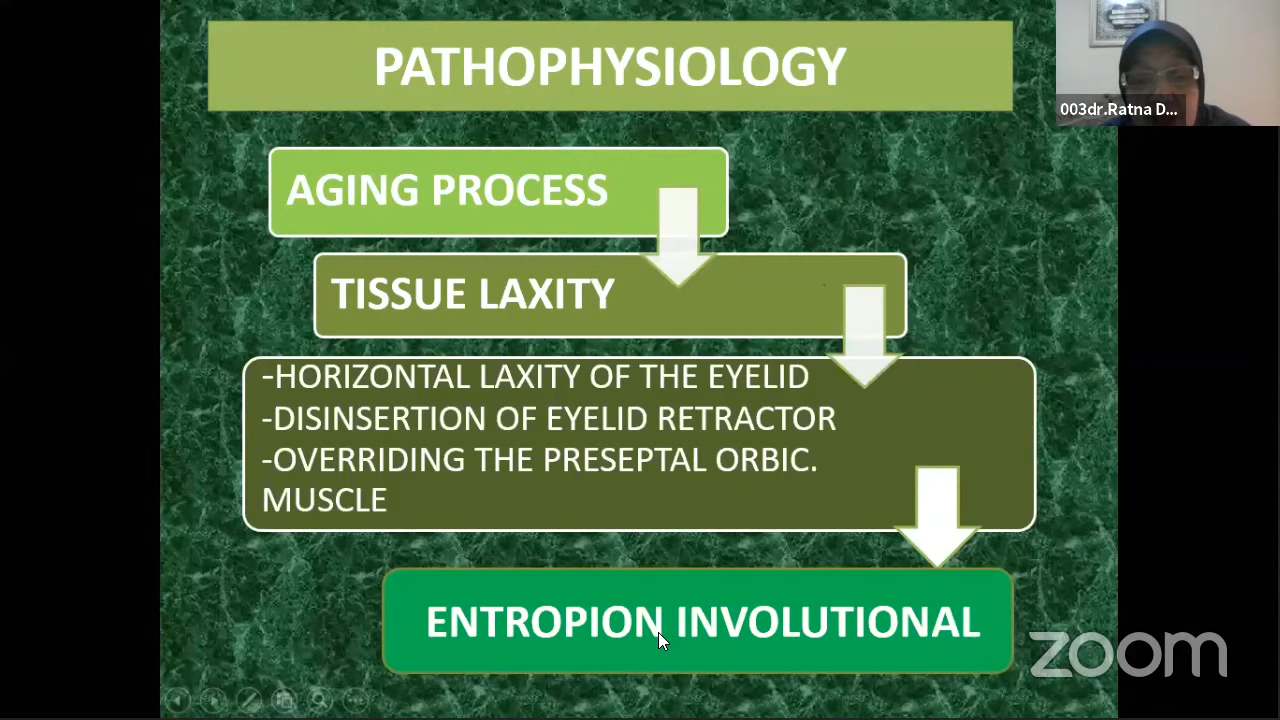 PATHOPHYSIOLOGY
003dr.Ratna D...
AGING PROCESS
TISSUE LAXITY
-HORIZONTAL LAXITY OF THE EYELID
-DISINSERTION OF EYELID RETRACTOR
-OVERRIDING THE PRESEPTAL ORBIC.
MUSCLE
ENTROPION INVOLUTIONAL
zoom